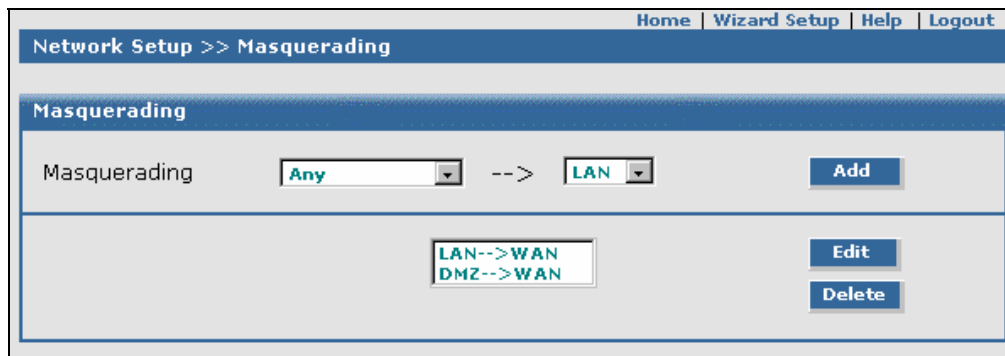 Home | Wizard Setup | Help | Logout
Network Setup >> Masquerading
Masquerading
Masquerading Any --> LAN Add
LAN-->WAN
DMZ-->WAN
Edit
Delete